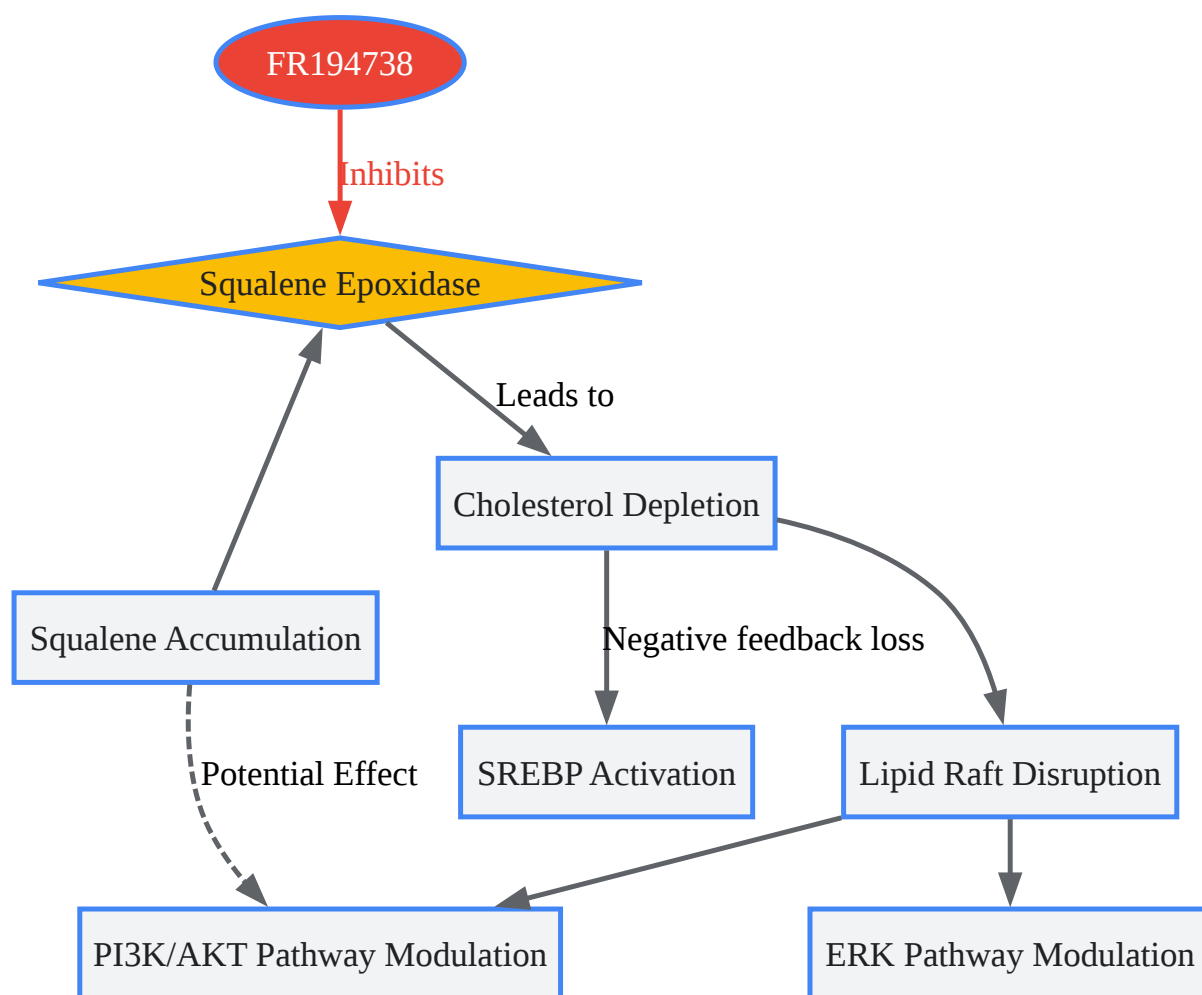 FR194738
Inhibits
Squalene Epoxidase
Leads to
Cholesterol Depletion
Squalene Accumulation
Negative feedback loss
Potential Effect
SREBP Activation
Lipid Raft Disruption
PI3K/AKT Pathway Modulation
ERK Pathway Modulation